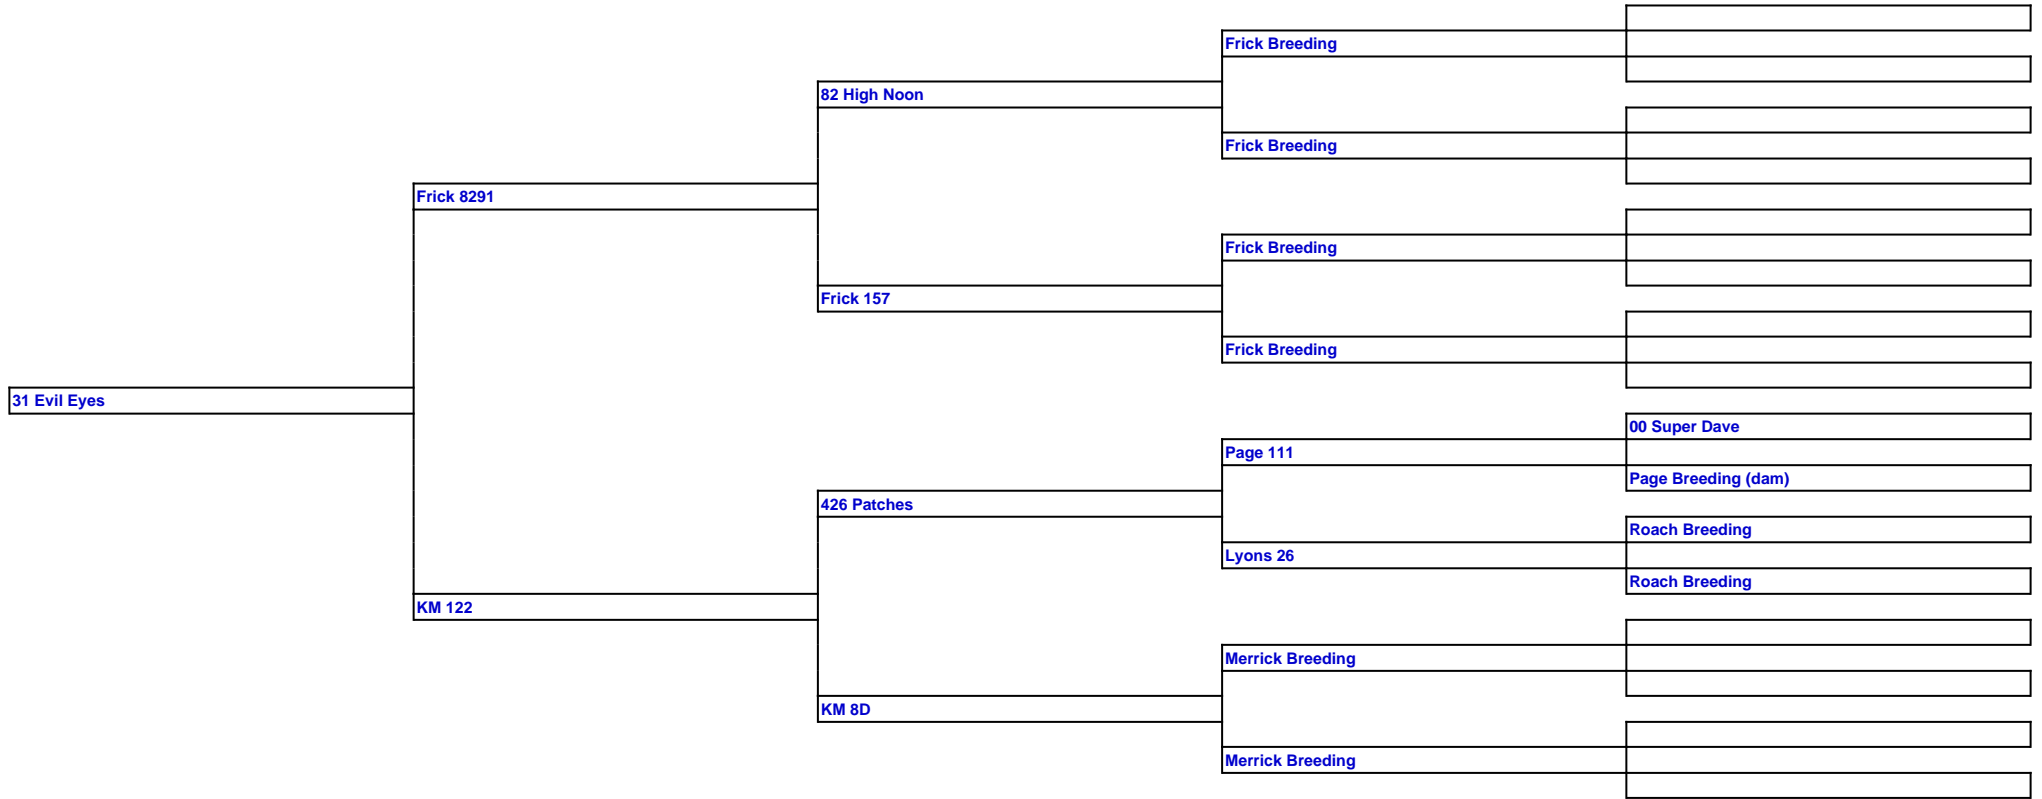 Frick Breeding
82 High Noon
Frick Breeding
Frick 8291
Frick Breeding
Frick 157
Frick Breeding
31 Evil Eyes
00 Super Dave
Page 111
Page Breeding (dam)
426 Patches
Roach Breeding
Lyons 26
Roach Breeding
KM 122
Merrick Breeding
KM 8D
Merrick Breeding